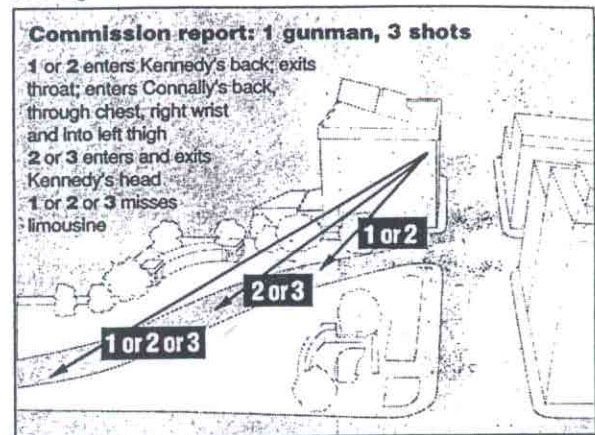 Commission report: 1 gunman, 3 shots
1 or 2 enters Kennedy's back; exits
throat; enters Connally's back,
through chest, right wrist
and into left thigh
2 or 3 enters and exits
Kennedy's head
1 or 2 or 3 misses
limousine
1 or 2
2 or 3
1 or 2 or 3